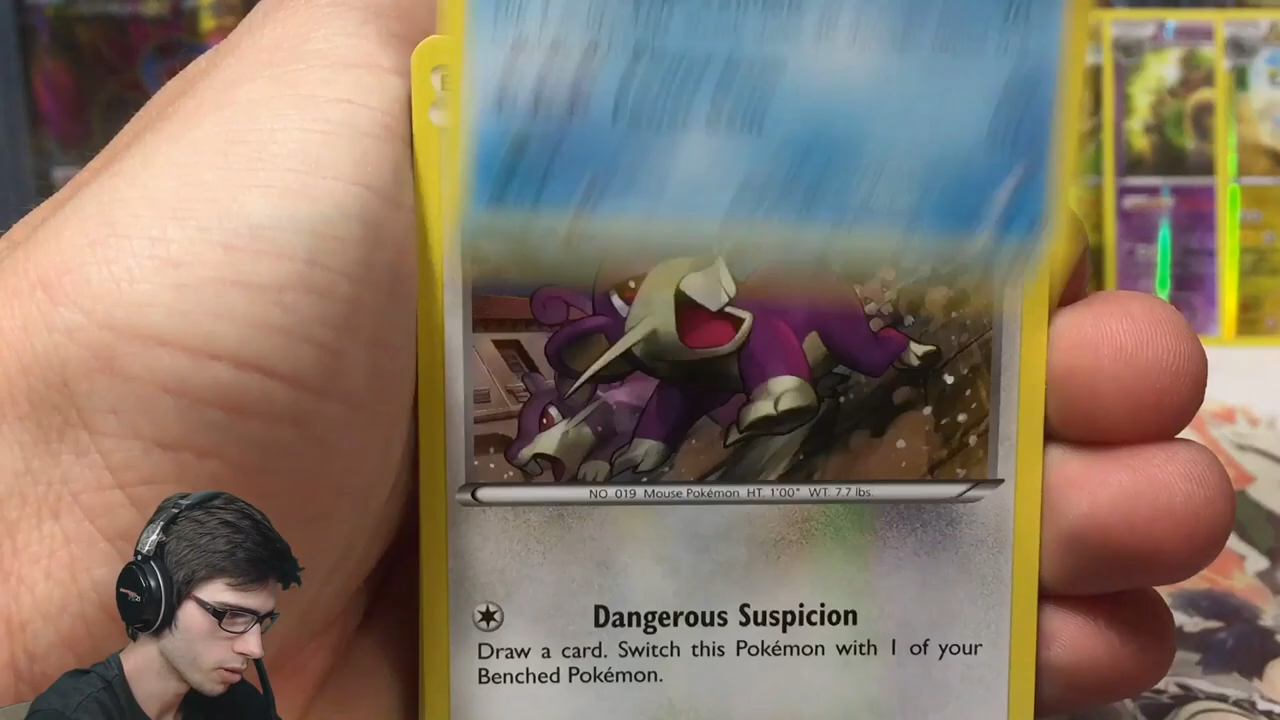 NO. 019 Mouse Pokémon HT. 1'00" WT. 7.7 lbs.
Dangerous Suspicion
Draw a card. Switch this Pokémon with 1 of your
Benched Pokémon.